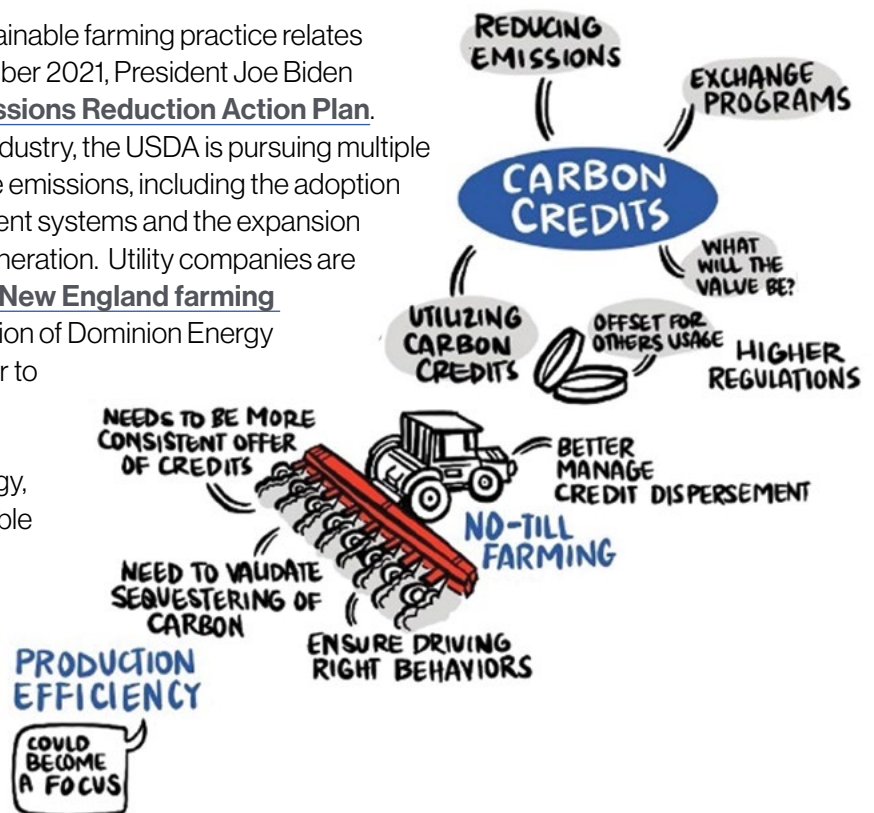 ainable farming practice relates
ber 2021, President Joe Biden
ssions Reduction Action Plan.
dustry, the USDA is pursuing multiple
e emissions, including the adoption
ent systems and the expansion
neration. Utility companies are
New England farming
ion of Dominion Energy
r to
gy,
ble
REDUCING
EMISSIONS
EXCHANGE
PROGRAMS
CARBON
CREDITS
WHAT
WILL THE
VALUE BE?
UTILIZING
CARBON
CREDITS
OFFSET FOR
OTHERS USAGE
HIGHER
REGULATIONS
NEEDS TO BE MORE
CONSISTENT OFFER
OF CREDITS
BETTER
MANAGE
CREDIT DISPERSEMENT
NO-TILL
FARMING
NEED TO VALIDATE
SEQUESTERING OF
CARBON
ENSURE DRIVING
RIGHT BEHAVIORS
PRODUCTION
EFFICIENCY
COULD
BECOME
A FOCUS